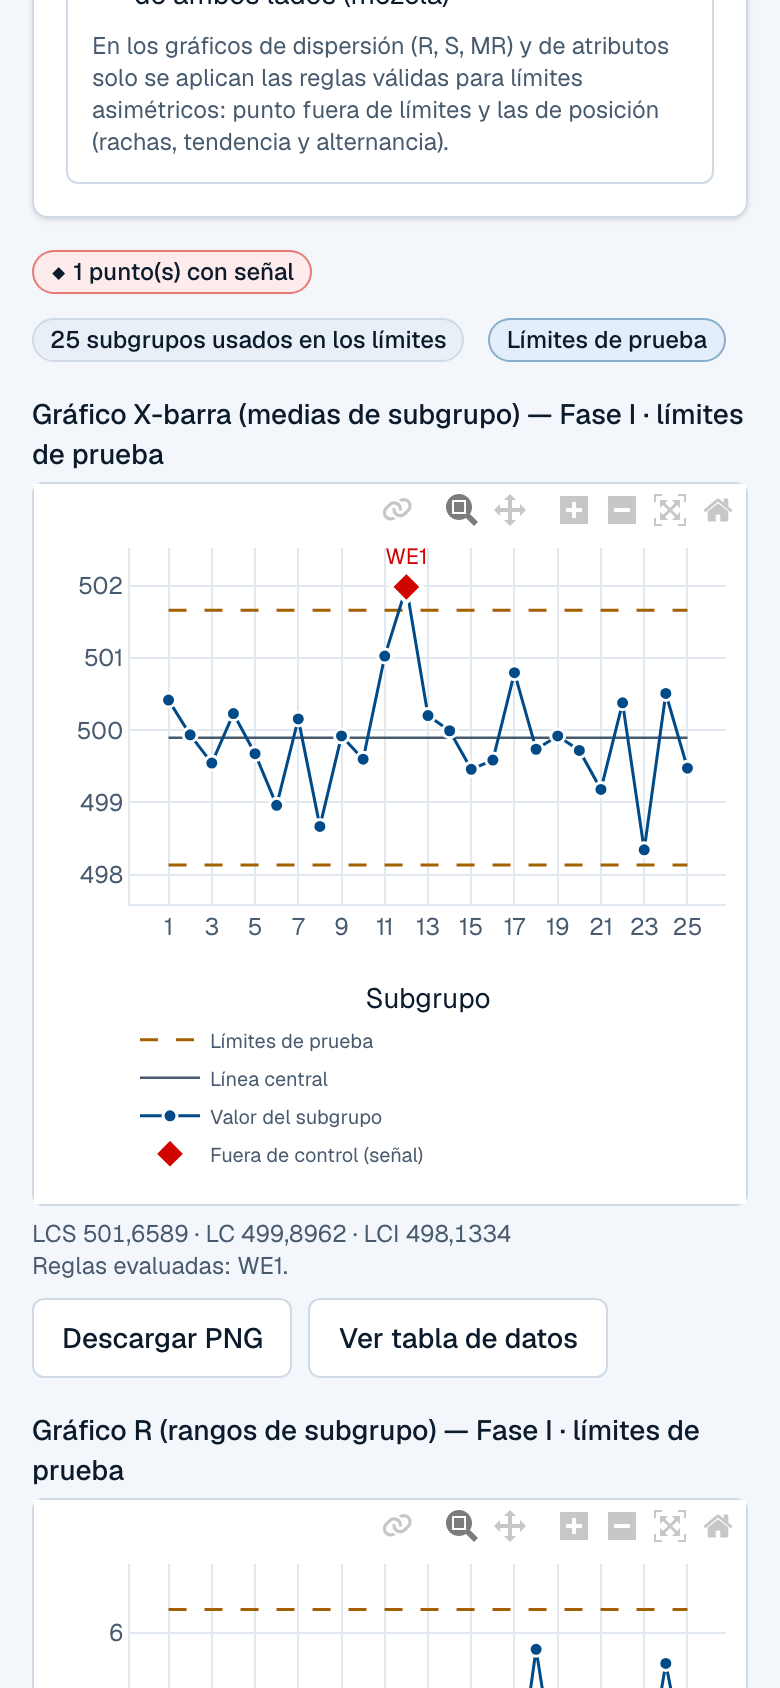 de ambos lados (mezcla)
En los gráficos de dispersión (R, S, MR) y de atributos
solo se aplican las reglas válidas para límites
asimétricos: punto fuera de límites y las de posición
(rachas, tendencia y alternancia).
◆ 1 punto(s) con señal
25 subgrupos usados en los límites
Límites de prueba
Gráfico X-barra (medias de subgrupo) — Fase I · límites
de prueba
WE1
502
501
500
499
498
1 3 5 7 9 11 13 15 17 19 21 23 25
Subgrupo
Límites de prueba
Línea central
Valor del subgrupo
Fuera de control (señal)
LCS 501,6589 · LC 499,8962 · LCI 498,1334
Reglas evaluadas: WE1.
Descargar PNG
Ver tabla de datos
Gráfico R (rangos de subgrupo) — Fase I · límites de
prueba
6